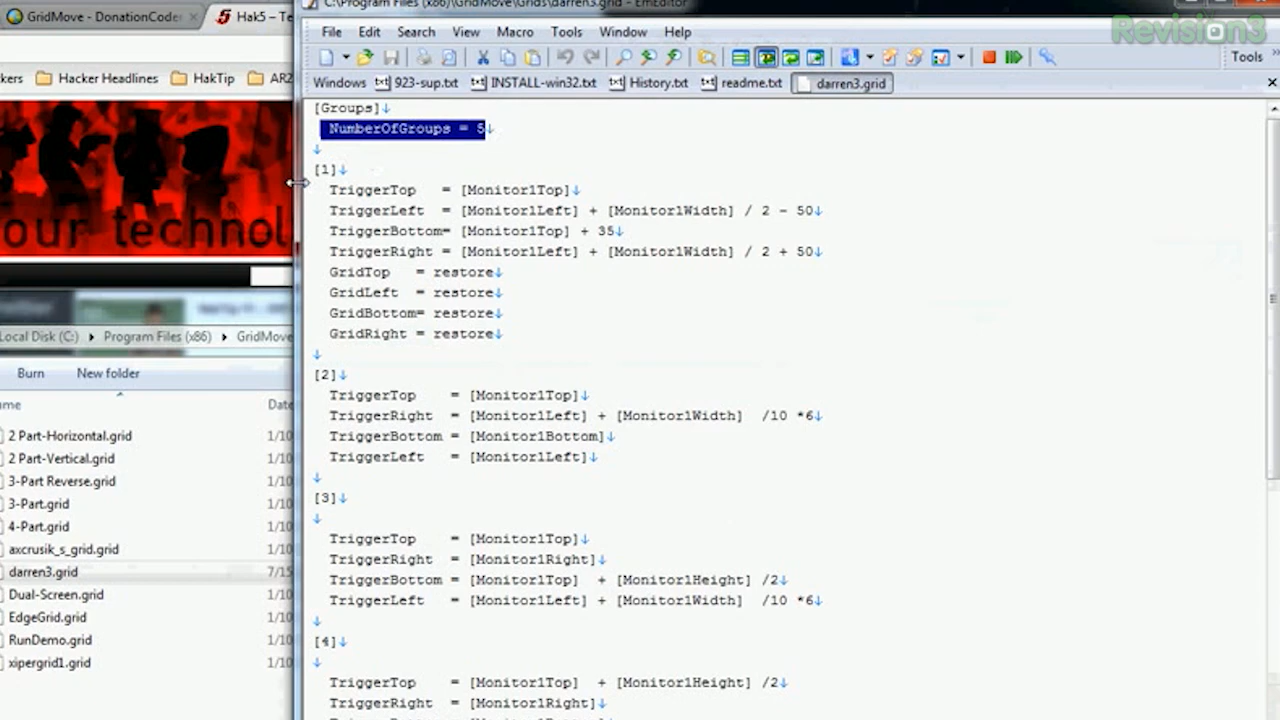 GridMove - DonationCoder
Hak5 – Te
C:\Program Files (x86)\GridMove\Grids\darren3.grid - EmEditor
Revision3
File Edit Search View Macro Tools Window Help
Tools
kers Hacker Headlines HakTip AR2
Windows 923-sup.txt INSTALL-win32.txt History.txt readme.txt darren3.grid
our technol
Local Disk (C:) Program Files (x86) GridMove
Burn New folder
me Date
2 Part-Horizontal.grid 1/10
2 Part-Vertical.grid 1/10
3-Part Reverse.grid 1/10
3-Part.grid 1/10
4-Part.grid 1/10
axcrusik_s_grid.grid 1/10
darren3.grid 7/15
Dual-Screen.grid 1/10
EdgeGrid.grid 1/10
RunDemo.grid 1/10
xipergrid1.grid 1/10
[Groups]↓
NumberOfGroups = 5↓
↓
[1]↓
TriggerTop = [Monitor1Top]↓
TriggerLeft = [Monitor1Left] + [Monitor1Width] / 2 - 50↓
TriggerBottom= [Monitor1Top] + 35↓
TriggerRight = [Monitor1Left] + [Monitor1Width] / 2 + 50↓
GridTop = restore↓
GridLeft = restore↓
GridBottom= restore↓
GridRight = restore↓
↓
[2]↓
TriggerTop = [Monitor1Top]↓
TriggerRight = [Monitor1Left] + [Monitor1Width] /10 *6↓
TriggerBottom = [Monitor1Bottom]↓
TriggerLeft = [Monitor1Left]↓
↓
[3]↓
↓
TriggerTop = [Monitor1Top]↓
TriggerRight = [Monitor1Right]↓
TriggerBottom = [Monitor1Top] + [Monitor1Height] /2↓
TriggerLeft = [Monitor1Left] + [Monitor1Width] /10 *6↓
↓
[4]↓
↓
TriggerTop = [Monitor1Top] + [Monitor1Height] /2↓
TriggerRight = [Monitor1Right]↓